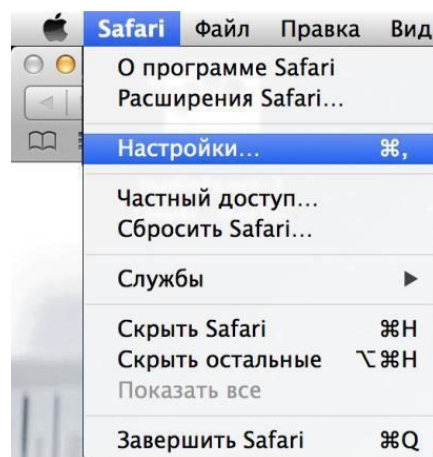 Safari Файл Правка Вид
О программе Safari
Расширения Safari...
Настройки... ⌘,
Частный доступ...
Сбросить Safari...
Службы ▶
Скрыть Safari ⌘H
Скрыть остальные ⌥⌘H
Показать все
Завершить Safari ⌘Q